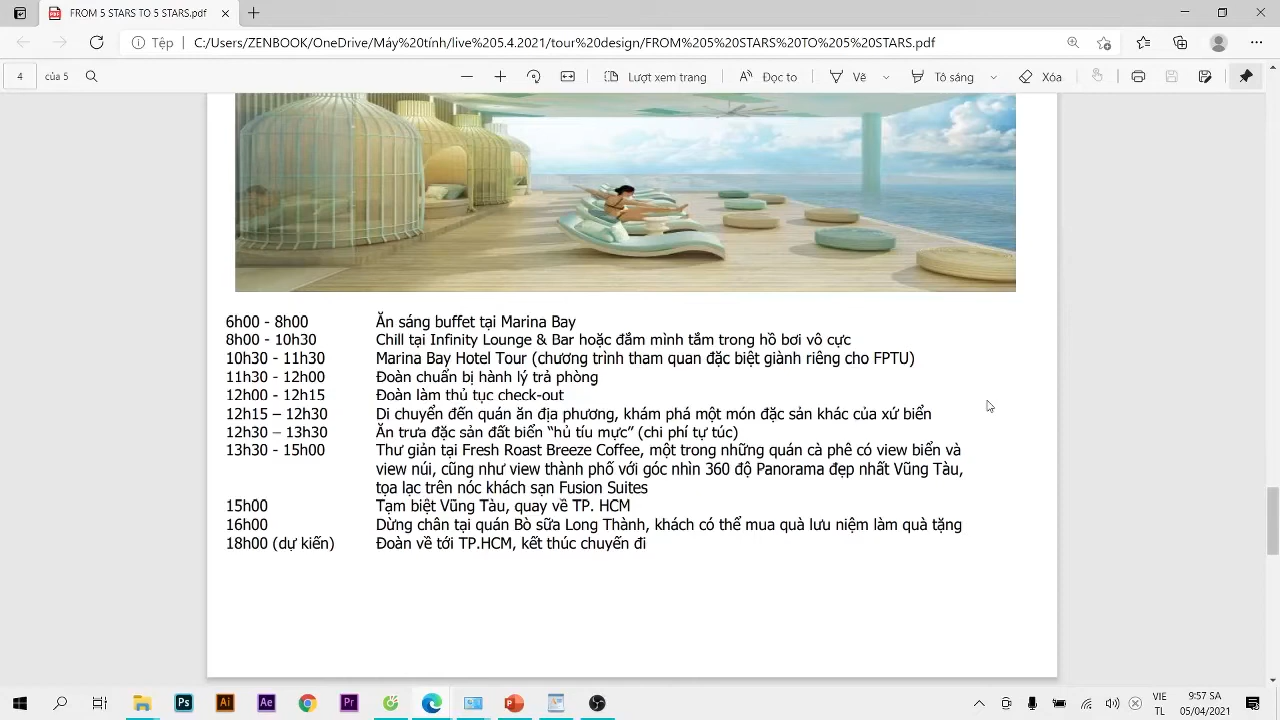 FROM 5 STARS TO 5 STARS.pdf
Tệp
C:/Users/ZENBOOK/OneDrive/Máy%20tính/live%205.4.2021/tour%20design/FROM%205%20STARS%20TO%205%20STARS.pdf
4 của 5 Lượt xem trang Đọc to Vẽ Tô sáng Xóa
6h00 - 8h00 Ăn sáng buffet tại Marina Bay
8h00 - 10h30 Chill tại Infinity Lounge & Bar hoặc đắm mình tắm trong hồ bơi vô cực
10h30 - 11h30 Marina Bay Hotel Tour (chương trình tham quan đặc biệt giành riêng cho FPTU)
11h30 - 12h00 Đoàn chuẩn bị hành lý trả phòng
12h00 - 12h15 Đoàn làm thủ tục check-out
12h15 – 12h30 Di chuyển đến quán ăn địa phương, khám phá một món đặc sản khác của xứ biển
12h30 – 13h30 Ăn trưa đặc sản đất biển “hủ tíu mực” (chi phí tự túc)
13h30 - 15h00 Thư giản tại Fresh Roast Breeze Coffee, một trong những quán cà phê có view biển và
view núi, cũng như view thành phố với góc nhìn 360 độ Panorama đẹp nhất Vũng Tàu,
tọa lạc trên nóc khách sạn Fusion Suites
15h00 Tạm biệt Vũng Tàu, quay về TP. HCM
16h00 Dừng chân tại quán Bò sữa Long Thành, khách có thể mua quà lưu niệm làm quà tặng
18h00 (dự kiến) Đoàn về tới TP.HCM, kết thúc chuyến đi
Ps Ai Ae Pr
VIE 9:57 SA
TL 05/04/2021